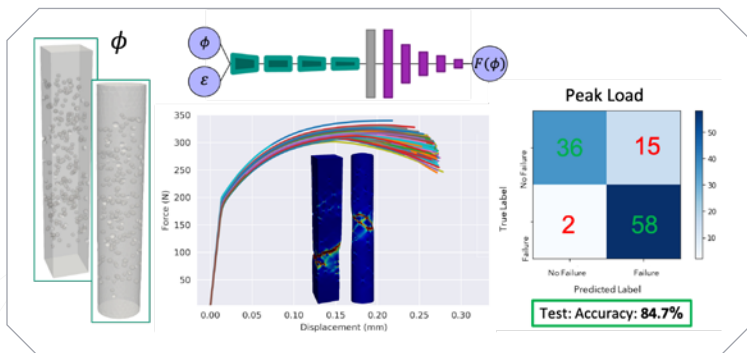 ϕ
ϕ
ε
F(ϕ)
350
300
250
200
150
100
50
Force (N)
0.00 0.05 0.10 0.15 0.20 0.25 0.30
Displacement (mm)
Peak Load
True Label
No Failure
Failure
36 15
2 58
No Failure Failure
Predicted Label
50
40
30
20
10
Test: Accuracy: 84.7%